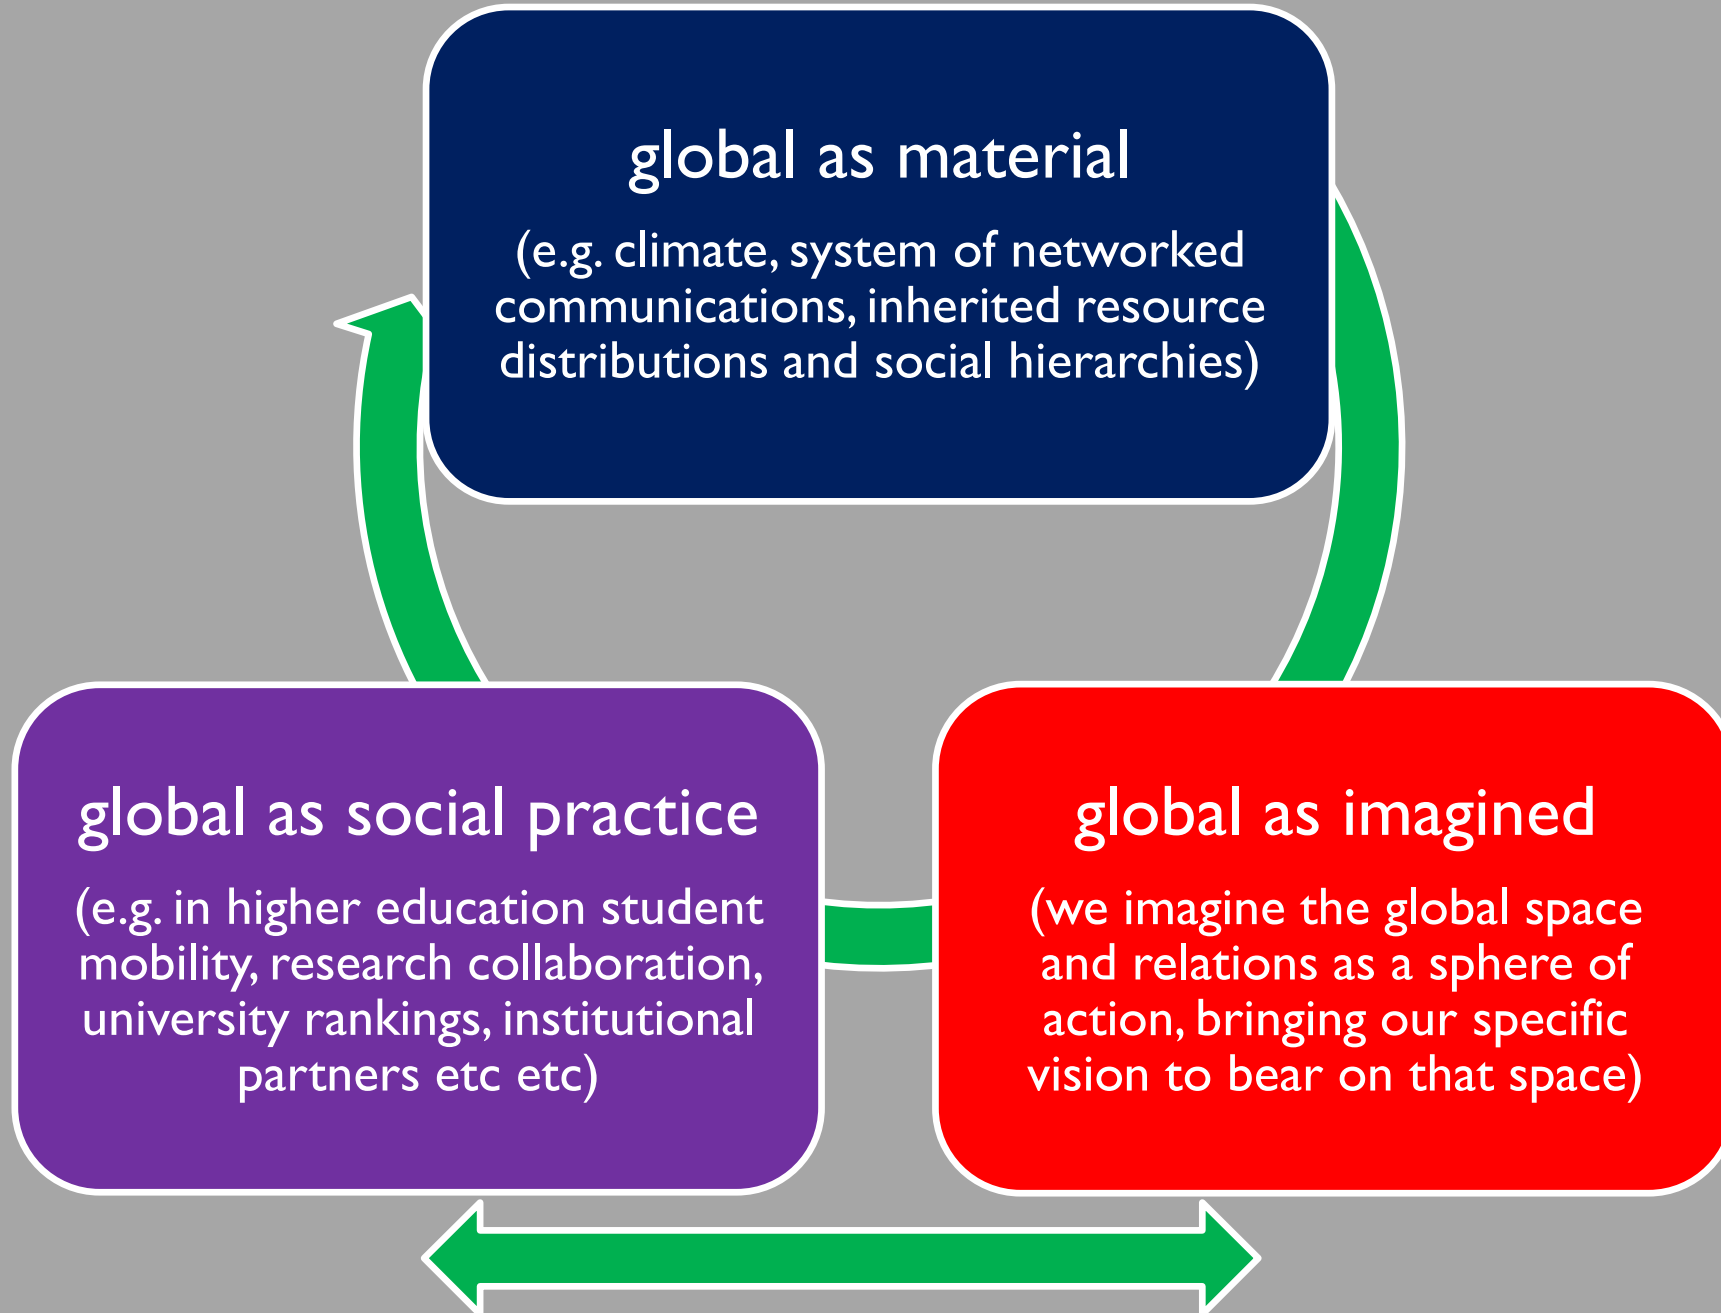 global as material
(e.g. climate, system of networked
communications, inherited resource
distributions and social hierarchies)
global as social practice
(e.g. in higher education student
mobility, research collaboration,
university rankings, institutional
partners etc etc)
global as imagined
(we imagine the global space
and relations as a sphere of
action, bringing our specific
vision to bear on that space)